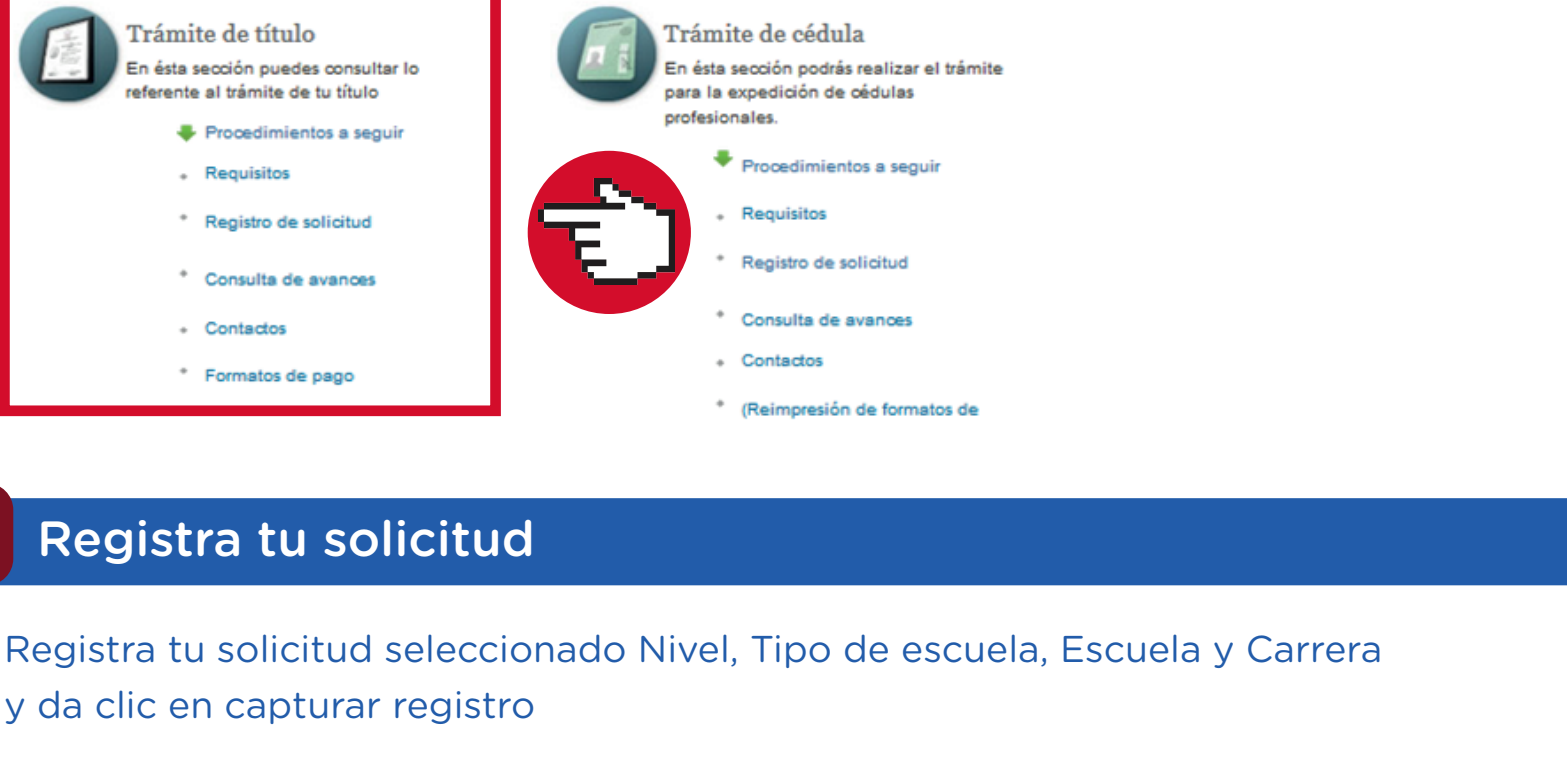 Trámite de título
En ésta sección puedes consultar lo
referente al trámite de tu título
Procedimientos a seguir
Requisitos
Registro de solicitud
Consulta de avances
Contactos
Formatos de pago
Trámite de cédula
En ésta sección podrás realizar el trámite
para la expedición de cédulas
profesionales.
Procedimientos a seguir
Requisitos
Registro de solicitud
Consulta de avances
Contactos
(Reimpresión de formatos de
Registra tu solicitud
Registra tu solicitud seleccionado Nivel, Tipo de escuela, Escuela y Carrera
y da clic en capturar registro